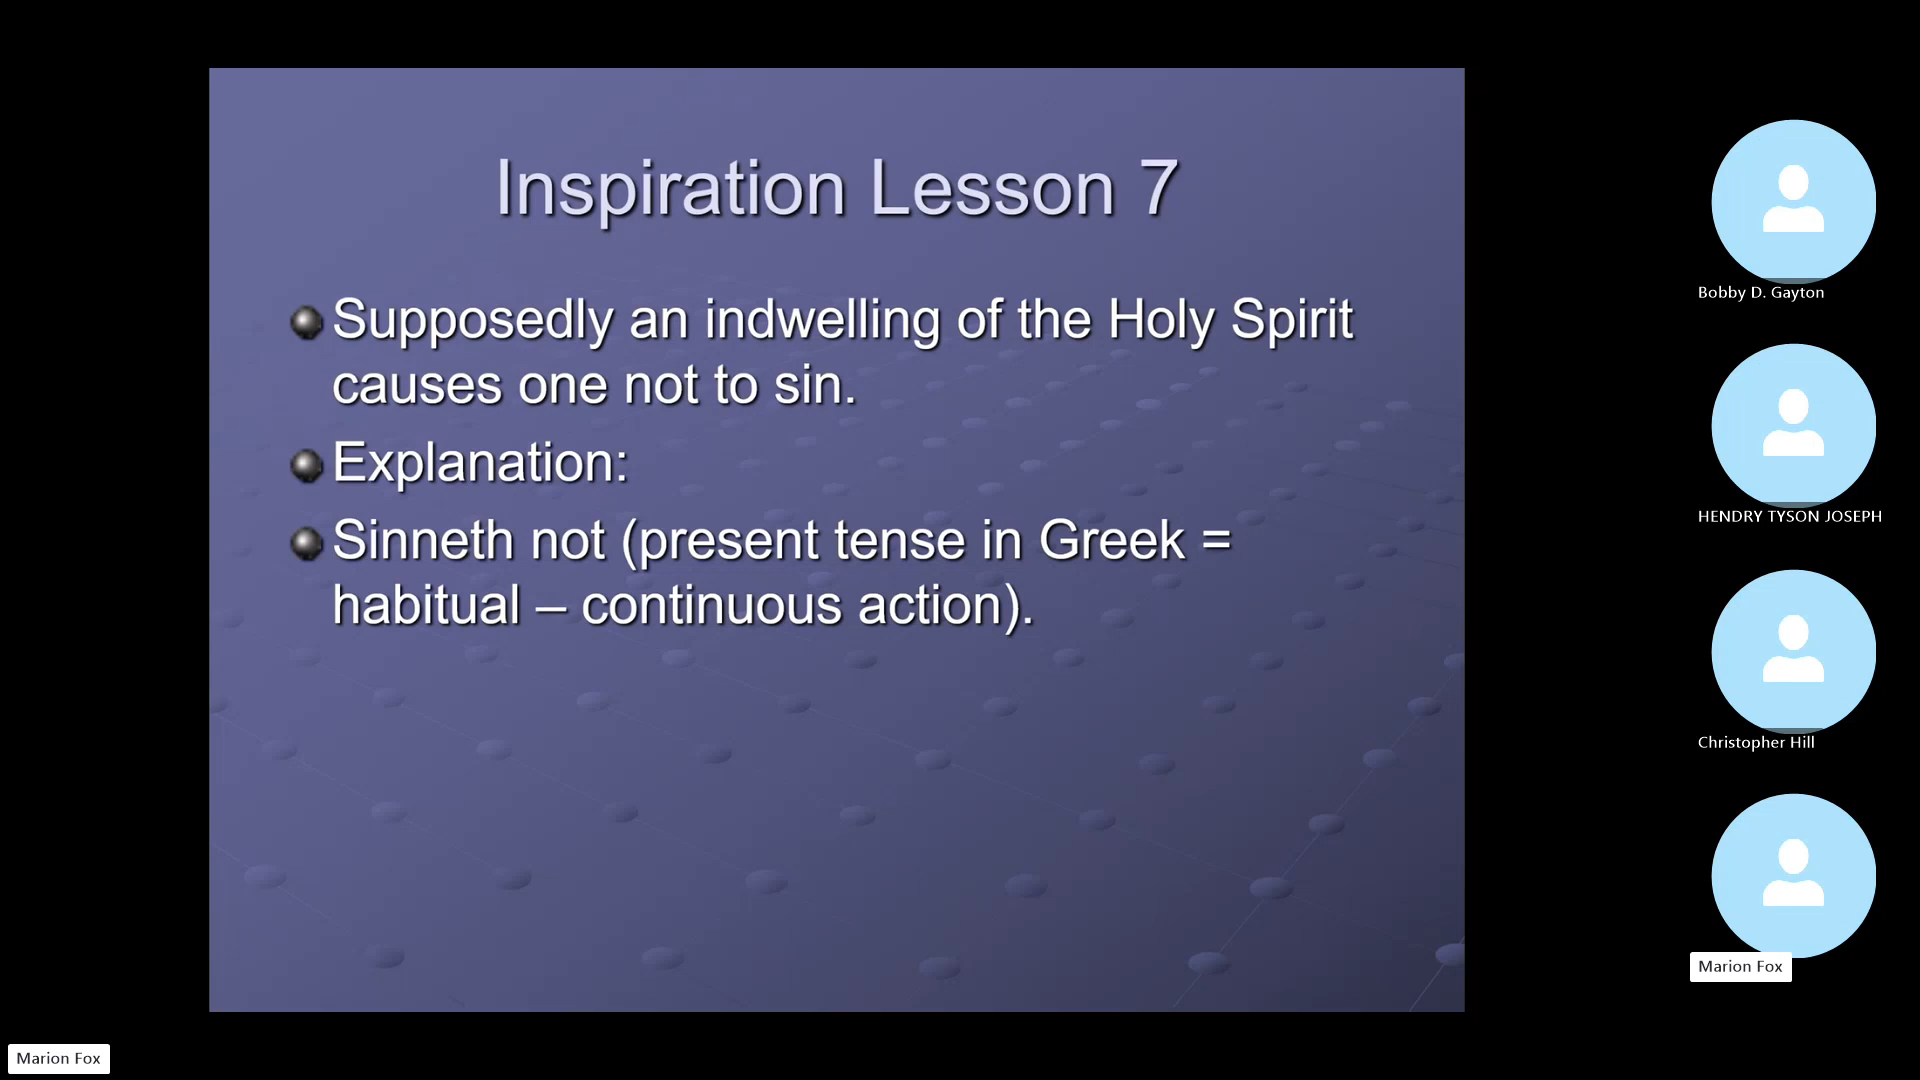 Inspiration Lesson 7
Supposedly an indwelling of the Holy Spirit
causes one not to sin.
Explanation:
Sinneth not (present tense in Greek =
habitual – continuous action).
Bobby D. Gayton
HENDRY TYSON JOSEPH
Christopher Hill
Marion Fox
Marion Fox